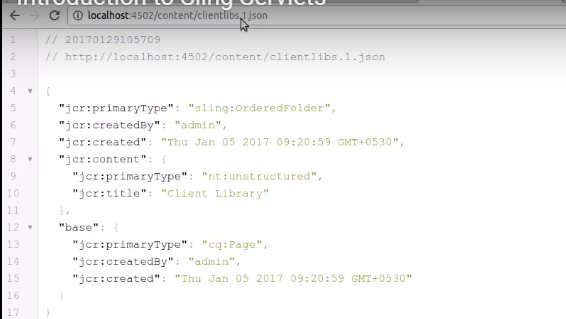 Introduction to Sling Servlets
localhost:4502/content/clientlibs.1.json
1 // 20170129105709
2 // http://localhost:4502/content/clientlibs.1.json
3
4 {
5 "jcr:primaryType": "sling:OrderedFolder",
6 "jcr:createdBy": "admin",
7 "jcr:created": "Thu Jan 05 2017 09:20:59 GMT+0530",
8 "jcr:content": {
9 "jcr:primaryType": "nt:unstructured",
10 "jcr:title": "Client Library"
11 },
12 "base": {
13 "jcr:primaryType": "cq:Page",
14 "jcr:createdBy": "admin",
15 "jcr:created": "Thu Jan 05 2017 09:20:59 GMT+0530"
16 }
17 }